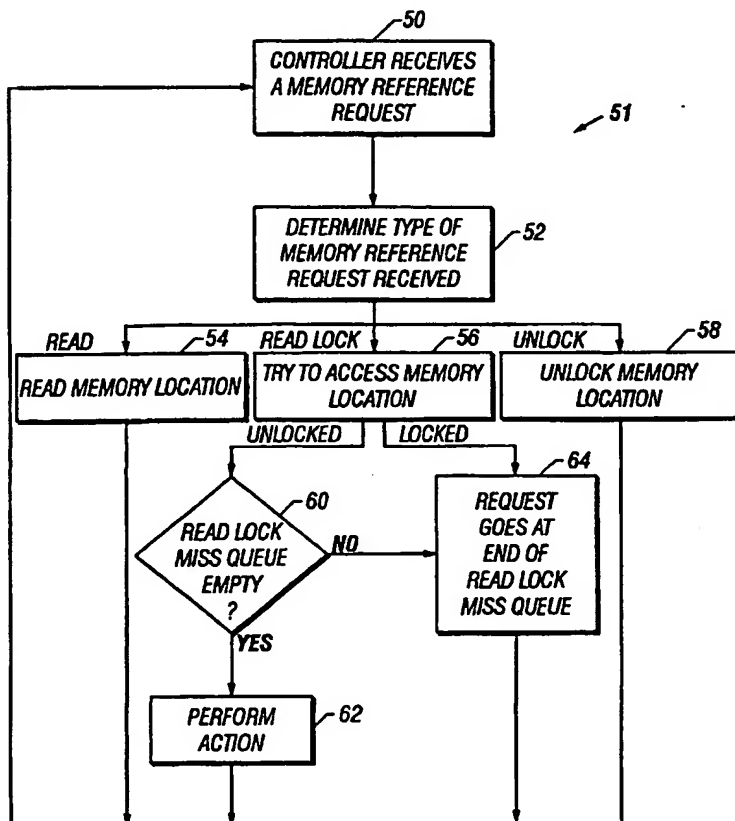 50
CONTROLLER RECEIVES
A MEMORY REFERENCE
REQUEST
51
DETERMINE TYPE OF
MEMORY REFERENCE
REQUEST RECEIVED
52
READ
54
READ LOCK
56
UNLOCK
58
READ MEMORY LOCATION
TRY TO ACCESS MEMORY
LOCATION
UNLOCK MEMORY
LOCATION
UNLOCKED
LOCKED
60
READ LOCK
MISS QUEUE
EMPTY
?
NO
YES
64
REQUEST
GOES AT
END OF
READ LOCK
MISS QUEUE
PERFORM
ACTION
62